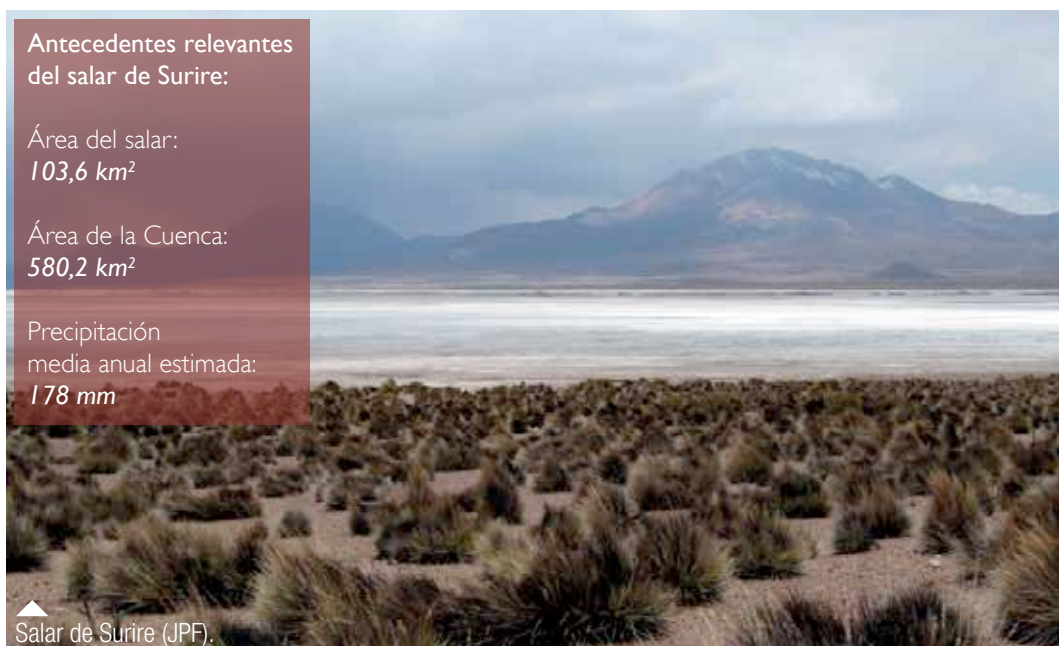 Antecedentes relevantes
del salar de Surire:
Área del salar:
103,6 km²
Área de la Cuenca:
580,2 km²
Precipitación
media anual estimada:
178 mm
Salar de Surire (JPF).